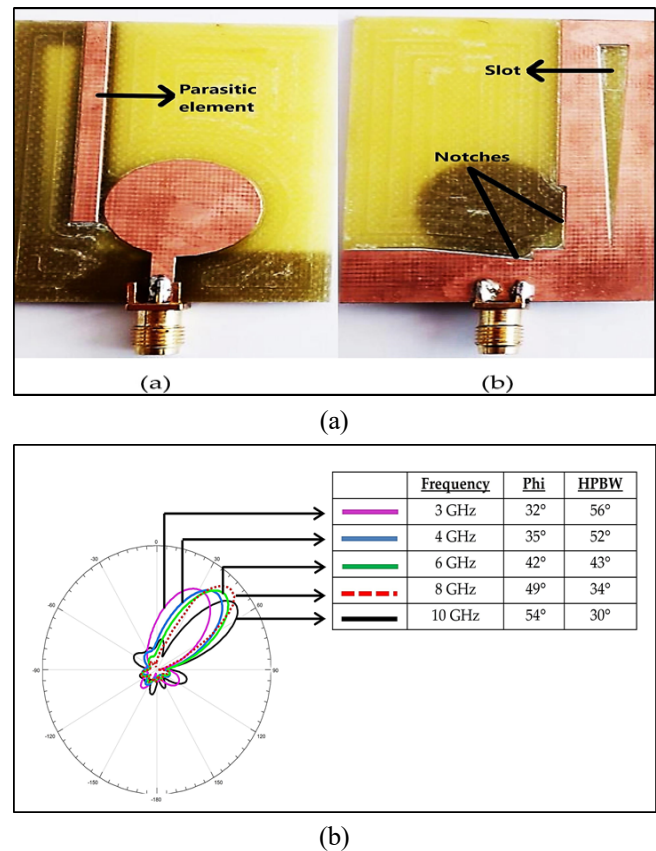 Parasitic
element
Slot
Notches
(a)
(b)
(a)
Frequency Phi HPBW
3 GHz 32° 56°
4 GHz 35° 52°
6 GHz 42° 43°
8 GHz 49° 34°
10 GHz 54° 30°
0
-30 30
-60 60
-90 90
-120 120
-150 150
-180
(b)